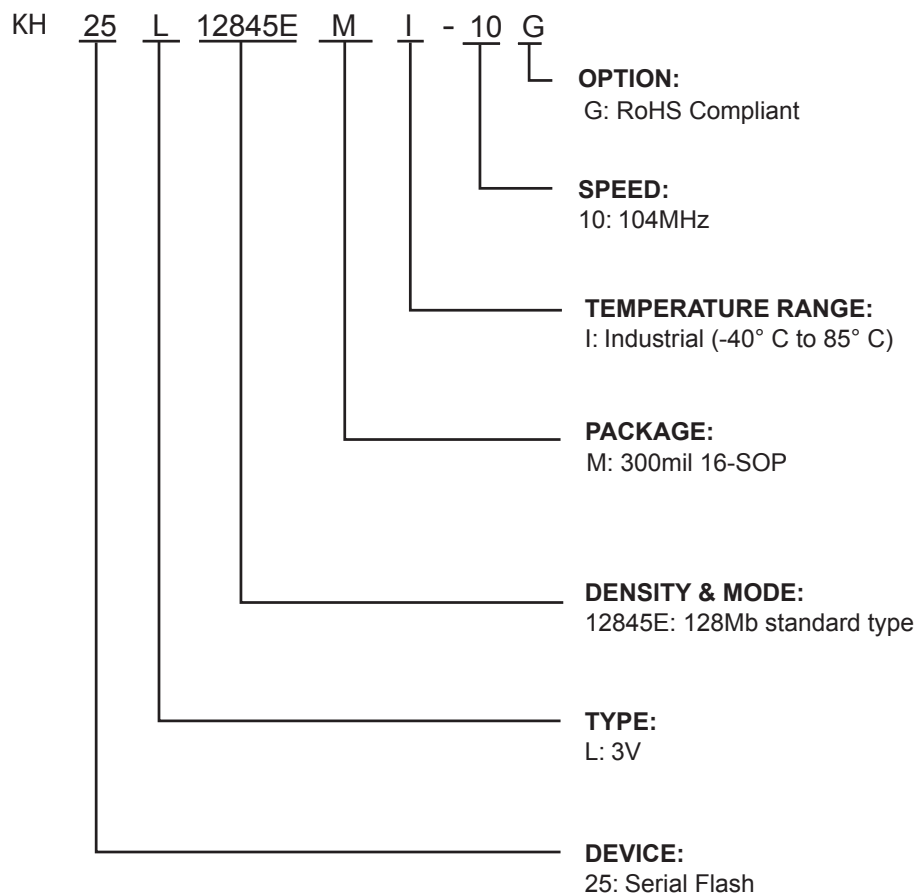 KH 25 L 12845E M I - 10 G
OPTION:
G: RoHS Compliant
SPEED:
10: 104MHz
TEMPERATURE RANGE:
I: Industrial (-40° C to 85° C)
PACKAGE:
M: 300mil 16-SOP
DENSITY & MODE:
12845E: 128Mb standard type
TYPE:
L: 3V
DEVICE:
25: Serial Flash